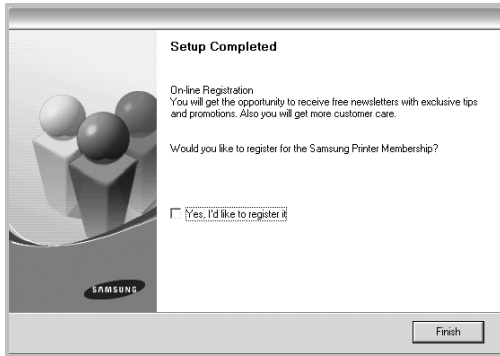 Setup Completed
On-line Registration
You will get the opportunity to receive free newsletters with exclusive tips
and promotions. Also you will get more customer care.
Would you like to register for the Samsung Printer Membership?
Yes, I'd like to register it
SAMSUNG
Finish